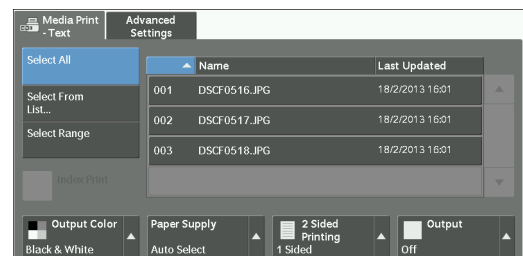 Media Print
- Text
Advanced
Settings
Select All
Select From
List...
Select Range
Index Print
Name
Last Updated
001 DSCF0516.JPG 18/2/2013 16:01
002 DSCF0517.JPG 18/2/2013 16:01
003 DSCF0518.JPG 18/2/2013 16:01
Output Color
Black & White
Paper Supply
Auto Select
2 Sided
Printing
1 Sided
Output
Off